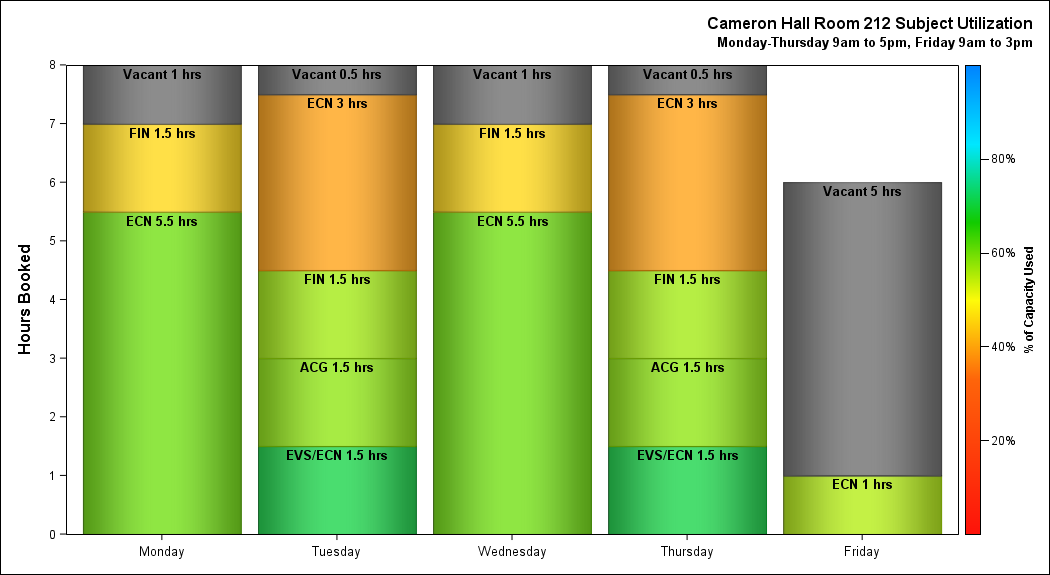 Cameron Hall Room 212 Subject Utilization
Monday-Thursday 9am to 5pm, Friday 9am to 3pm
Hours Booked
8
7
6
5
4
3
2
1
0
Vacant 1 hrs
FIN 1.5 hrs
ECN 5.5 hrs
Vacant 0.5 hrs
ECN 3 hrs
FIN 1.5 hrs
ACG 1.5 hrs
EVS/ECN 1.5 hrs
Vacant 1 hrs
FIN 1.5 hrs
ECN 5.5 hrs
Vacant 0.5 hrs
ECN 3 hrs
FIN 1.5 hrs
ACG 1.5 hrs
EVS/ECN 1.5 hrs
Vacant 5 hrs
ECN 1 hrs
Monday
Tuesday
Wednesday
Thursday
Friday
80%
60%
40%
20%
% of Capacity Used